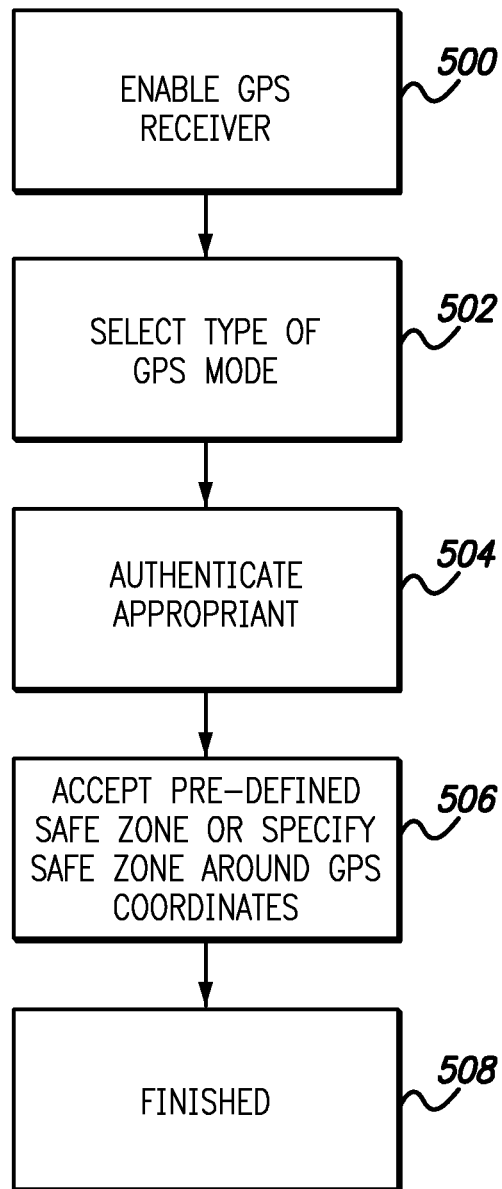 ENABLE GPS
RECEIVER
500
SELECT TYPE OF
GPS MODE
502
AUTHENTICATE
APPROPRIANT
504
ACCEPT PRE-DEFINED
SAFE ZONE OR SPECIFY
SAFE ZONE AROUND GPS
COORDINATES
506
FINISHED
508